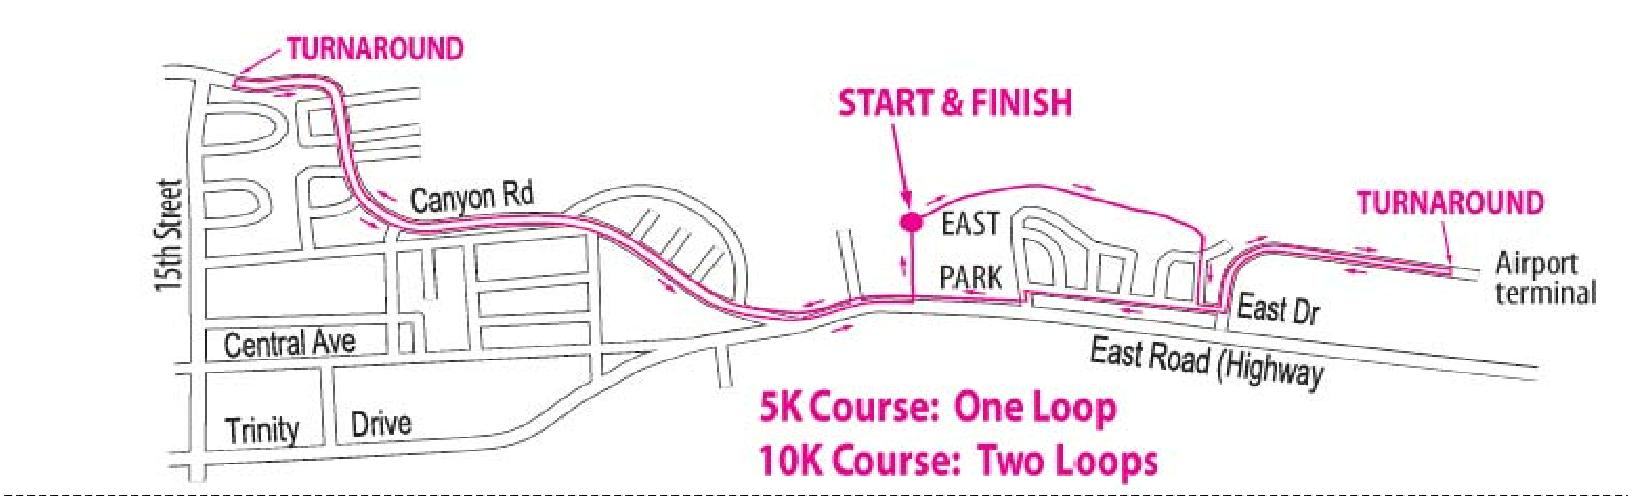 TURNAROUND
START & FINISH
15th Street
Canyon Rd
EAST
PARK
TURNAROUND
Airport
terminal
East Dr
Central Ave
East Road (Highway
Trinity Drive
5K Course: One Loop
10K Course: Two Loops